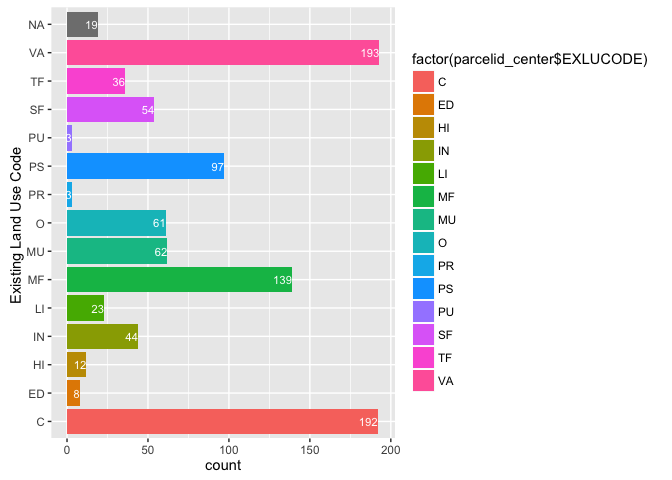 NA
19
VA
193
TF
36
SF
54
PU
3
PS
97
PR
3
O
61
MU
62
MF
139
LI
23
IN
44
HI
12
ED
8
C
192
0
50
100
150
200
count
Existing Land Use Code
factor(parcelid_center$EXLUCODE)
C
ED
HI
IN
LI
MF
MU
O
PR
PS
PU
SF
TF
VA